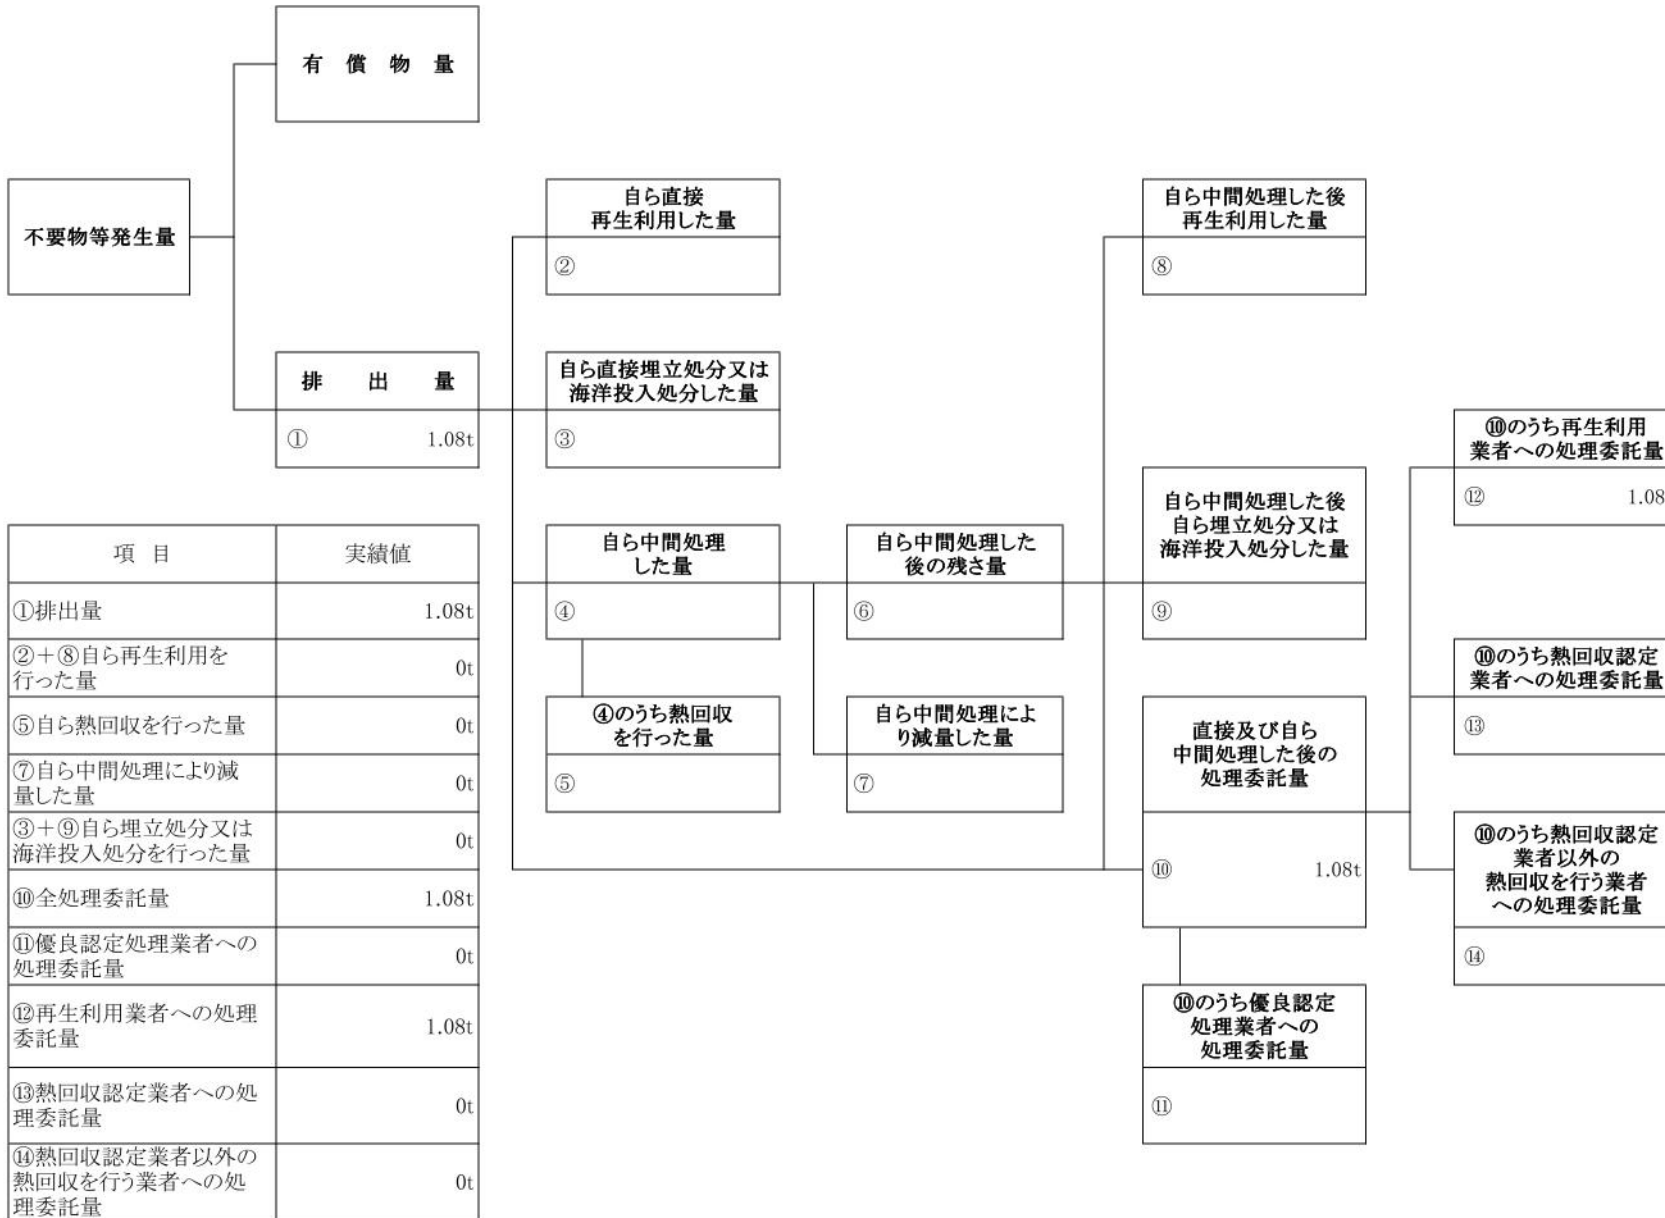 有 償 物 量
不要物等発生量
自ら直接
再生利用した量
②
自ら中間処理した後
再生利用した量
⑧
排 出 量
① 1.08t
自ら直接埋立処分又は
海洋投入処分した量
③
⑩のうち再生利用
業者への処理委託量
⑫ 1.08
自ら中間処理した後
自ら埋立処分又は
海洋投入処分した量
⑨
自ら中間処理
した量
④
自ら中間処理した
後の残さ量
⑥
⑩のうち熱回収認定
業者への処理委託量
⑬
④のうち熱回収
を行った量
⑤
自ら中間処理によ
り減量した量
⑦
直接及び自ら
中間処理した後の
処理委託量
⑩ 1.08t
⑩のうち熱回収認定
業者以外の
熱回収を行う業者
への処理委託量
⑭
⑩のうち優良認定
処理業者への
処理委託量
⑪
項 目 実績値
①排出量 1.08t
②+⑧自ら再生利用を
行った量 0t
⑤自ら熱回収を行った量 0t
⑦自ら中間処理により減
量した量 0t
③+⑨自ら埋立処分又は
海洋投入処分を行った量 0t
⑩全処理委託量 1.08t
⑪優良認定処理業者への
処理委託量 0t
⑫再生利用業者への処理
委託量 1.08t
⑬熱回収認定業者への処
理委託量 0t
⑭熱回収認定業者以外の
熱回収を行う業者への処
理委託量 0t